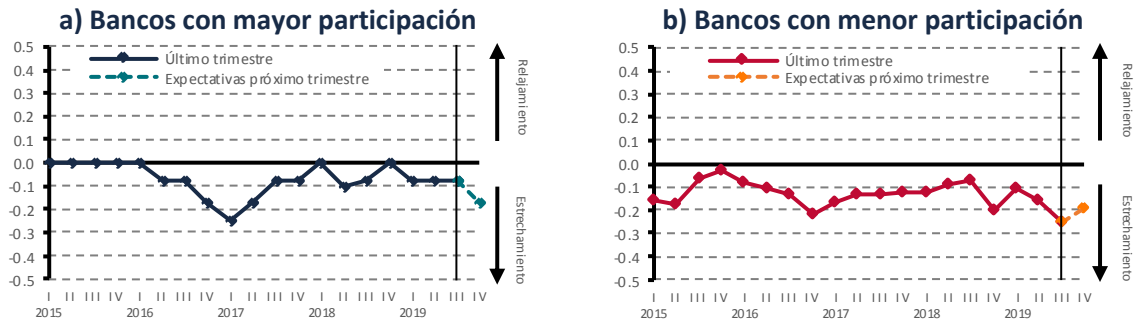 a) Bancos con mayor participación
0.5
0.4
0.3
0.2
0.1
0.0
-0.1
-0.2
-0.3
-0.4
-0.5
Último trimestre
Expectativas próximo trimestre
Relajamiento
Estrechamiento
I II III IV I II III IV I II III IV I II III IV I II III IV
2015 2016 2017 2018 2019
b) Bancos con menor participación
0.5
0.4
0.3
0.2
0.1
0.0
-0.1
-0.2
-0.3
-0.4
-0.5
Último trimestre
Expectativas próximo trimestre
Relajamiento
Estrechamiento
I II III IV I II III IV I II III IV I II III IV I II III IV
2015 2016 2017 2018 2019